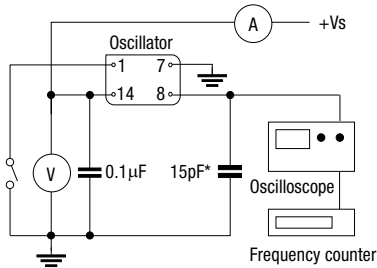 A
+Vs
Oscillator
1
7
14
8
V
0.1µF
15pF*
Oscilloscope
Frequency counter